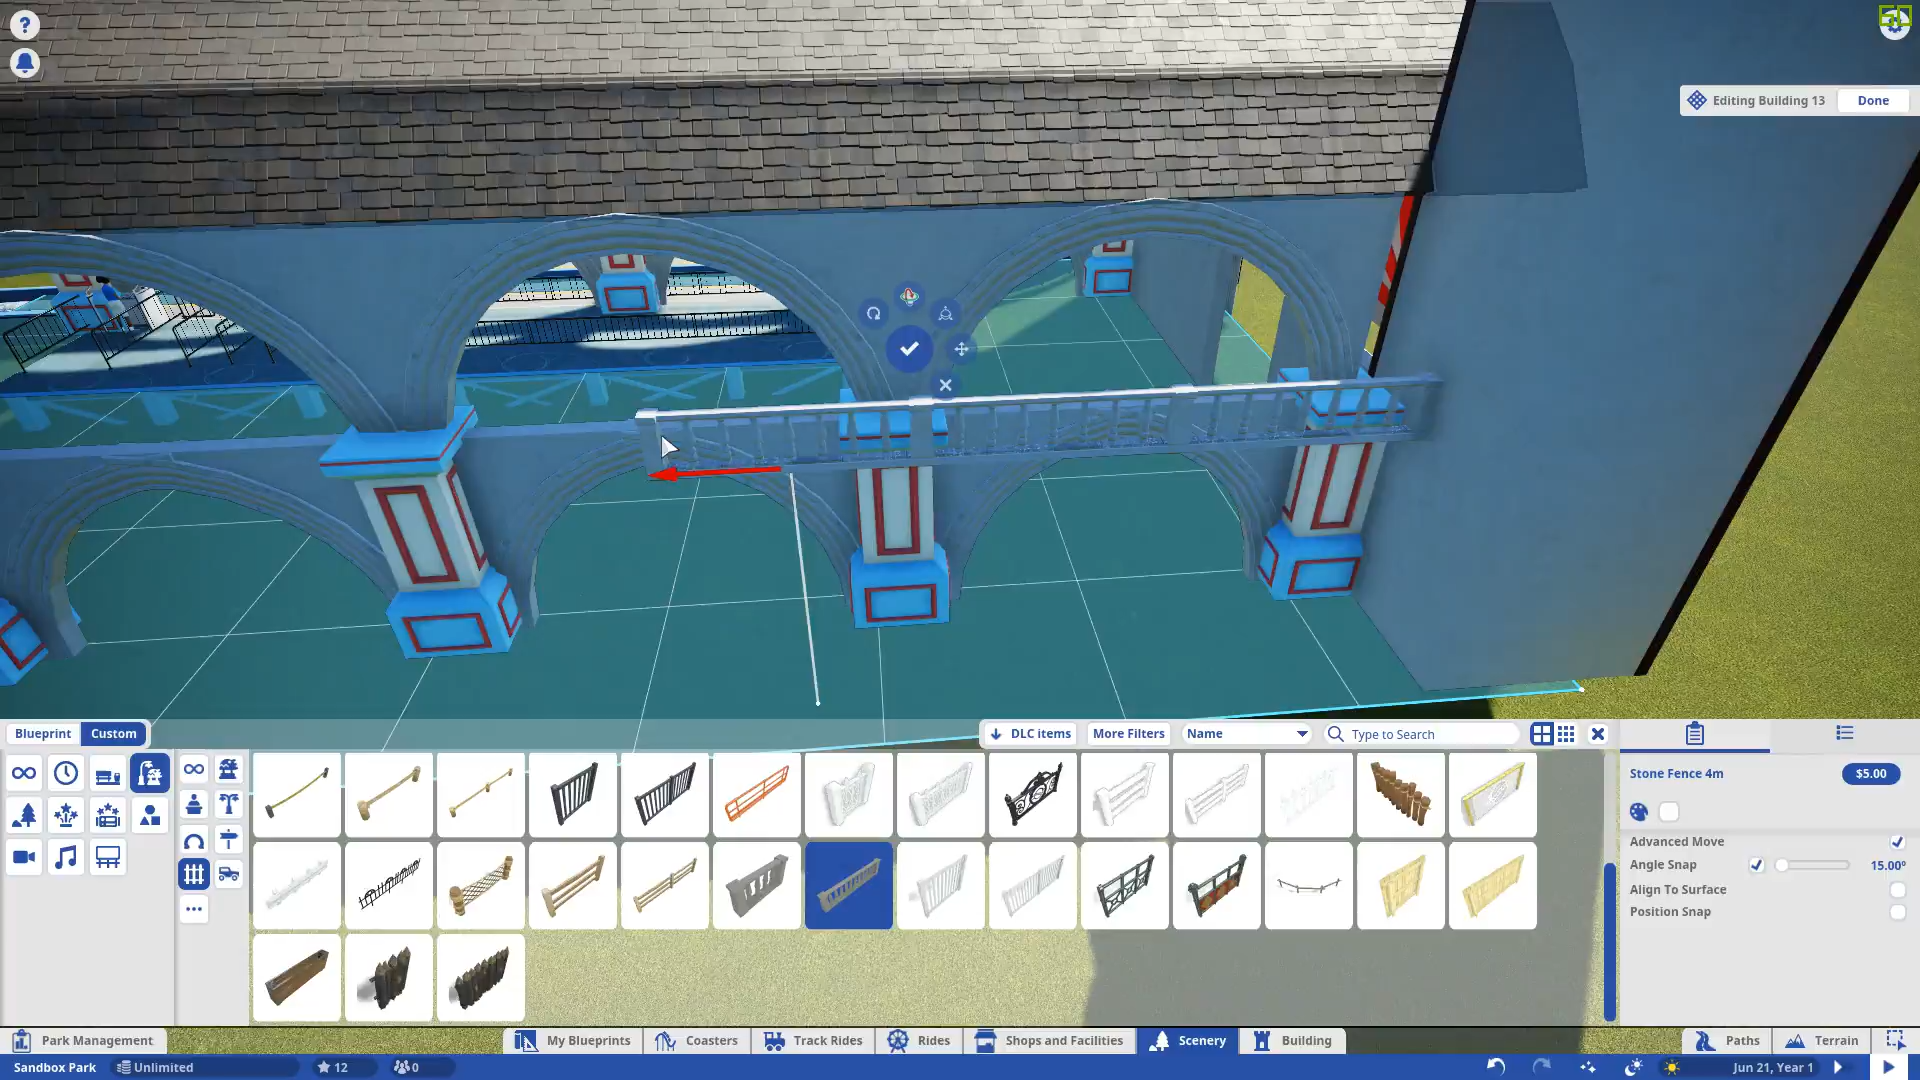 ?
Editing Building 13 Done
Blueprint Custom
DLC items More Filters Name Type to Search
Stone Fence 4m $5.00
Advanced Move
Angle Snap 15.00°
Align To Surface
Position Snap
Park Management My Blueprints Coasters Track Rides Rides Shops and Facilities Scenery Building Paths Terrain
Sandbox Park Unlimited 12 0 Jun 21, Year 1